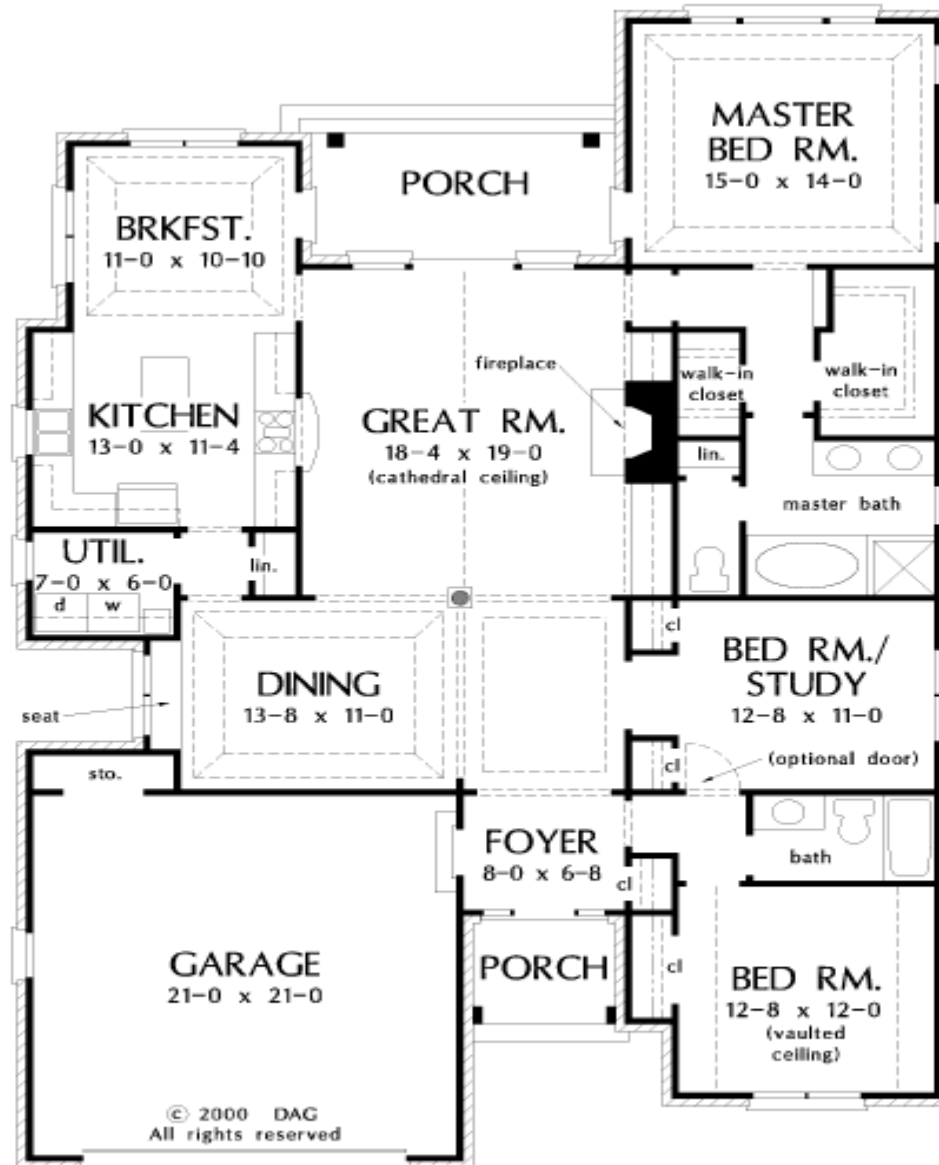 MASTER
BED RM.
15-0 x 14-0
PORCH
BRKFST.
11-0 x 10-10
fireplace
walk-in
closet
walk-in
closet
KITCHEN
13-0 x 11-4
GREAT RM.
18-4 x 19-0
(cathedral ceiling)
lin.
master bath
UTIL.
7-0 x 6-0
lin.
d
w
cl
BED RM./
STUDY
12-8 x 11-0
DINING
13-8 x 11-0
seat
(optional door)
cl
sto.
FOYER
8-0 x 6-8
bath
cl
GARAGE
21-0 x 21-0
PORCH
cl
BED RM.
12-8 x 12-0
(vaulted
ceiling)
© 2000 DAG
All rights reserved